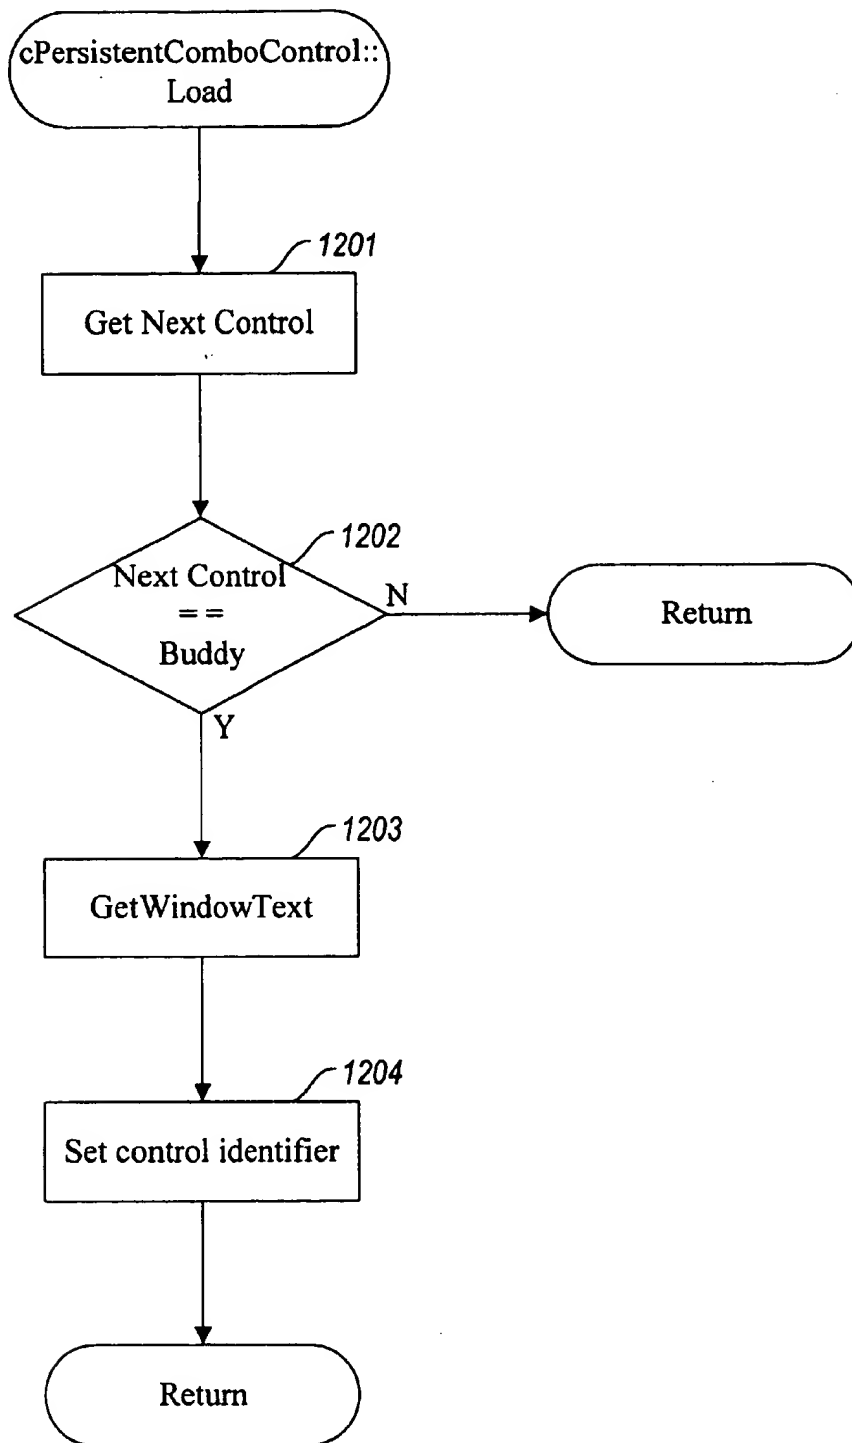 cPersistentComboControl::
Load
1201
Get Next Control
1202
Next Control
==
Buddy
N
Return
Y
1203
GetWindowText
1204
Set control identifier
Return